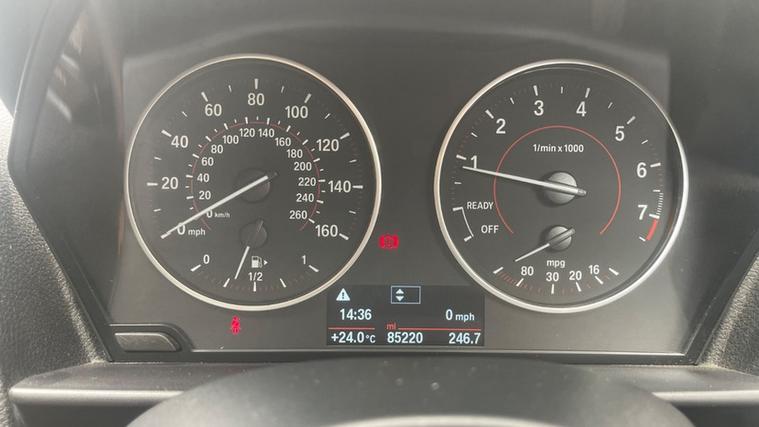 20 40 60 80 100 120 140 160
0 mph
20 40 60 80 100 120 140 160 180 200 220 240 260
0 km/h
0 1/2 1
1 2 3 4 5 6 7
1/min x 1000
READY
OFF
mpg
80 30 20 16
14:36 0 mph
mi
+24.0 °C 85220 246.7